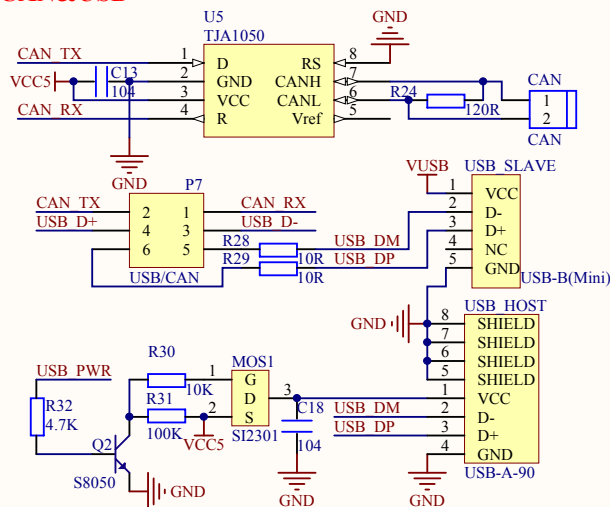 CAN&USB
U5
TJA1050
GND
CAN_TX
1 D RS 8
C13
VCC5
2 GND CANH 7
104
3 VCC CANL 6
R24
CAN
CAN_RX
4 R Vref 5
120R
1
2
CAN
GND
VUSB
USB_SLAVE
P7
1 VCC
CAN_TX 2 1 CAN_RX
2 D-
USB_D+ 4 3 USB_D-
3 D+
6 5 R28 USB_DM
4 NC
R29 10R USB_DP
5 GND
10R
USB/CAN
USB-B(Mini)
USB_HOST
GND
8 SHIELD
7 SHIELD
6 SHIELD
5 SHIELD
R30
MOS1
USB_PWR
1 G
10K
R31
D 3
C18
1 VCC
R32
4.7K
2 S
USB_DM
2 D-
100K
VCC5
SI2301
104
USB_DP
3 D+
Q2
4 GND
S8050
GND
GND
GND
USB-A-90